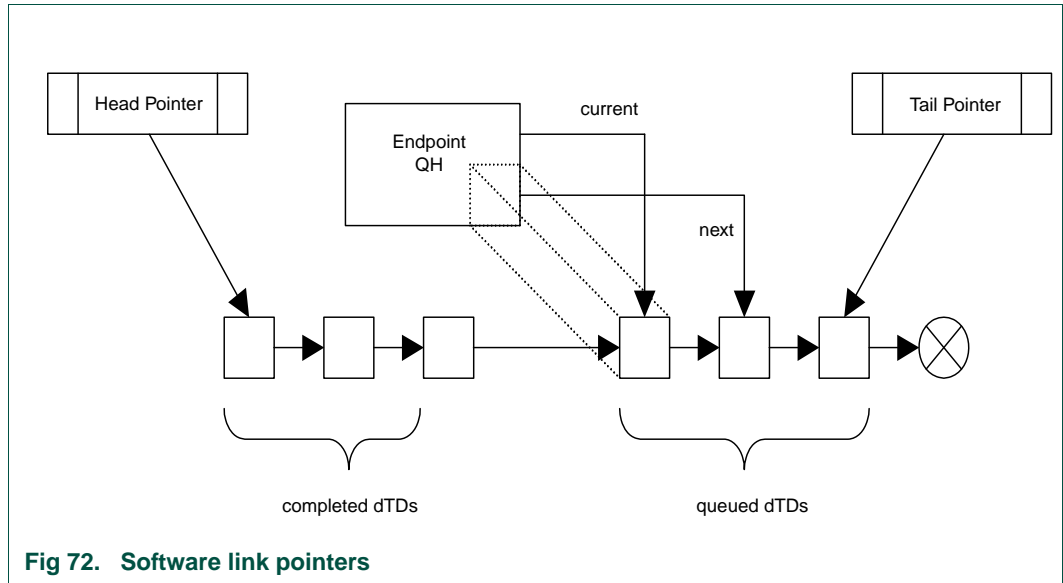 Head Pointer
Endpoint
QH
current
Tail Pointer
next
completed dTDs
queued dTDs
Fig 72. Software link pointers